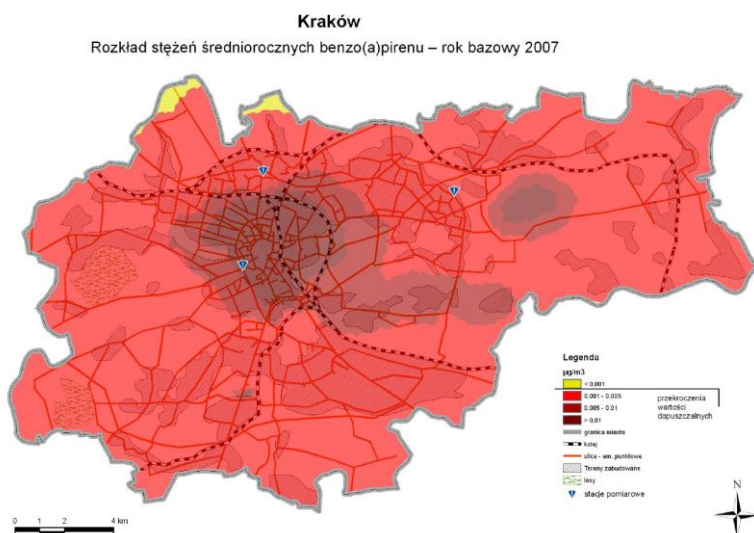 Kraków
Rozkład stężeń średniorocznych benzo(a)pirenu – rok bazowy 2007
Legenda
µg/m3
< 0,001
0,001 - 0,005
0,005 - 0,01
> 0,01
przekroczenia
wartości
dopuszczalnych
granica miasta
kolej
ulice - em. punktowe
Tereny zabudowane
lasy
stacje pomiarowe
N
0 1 2 4 km